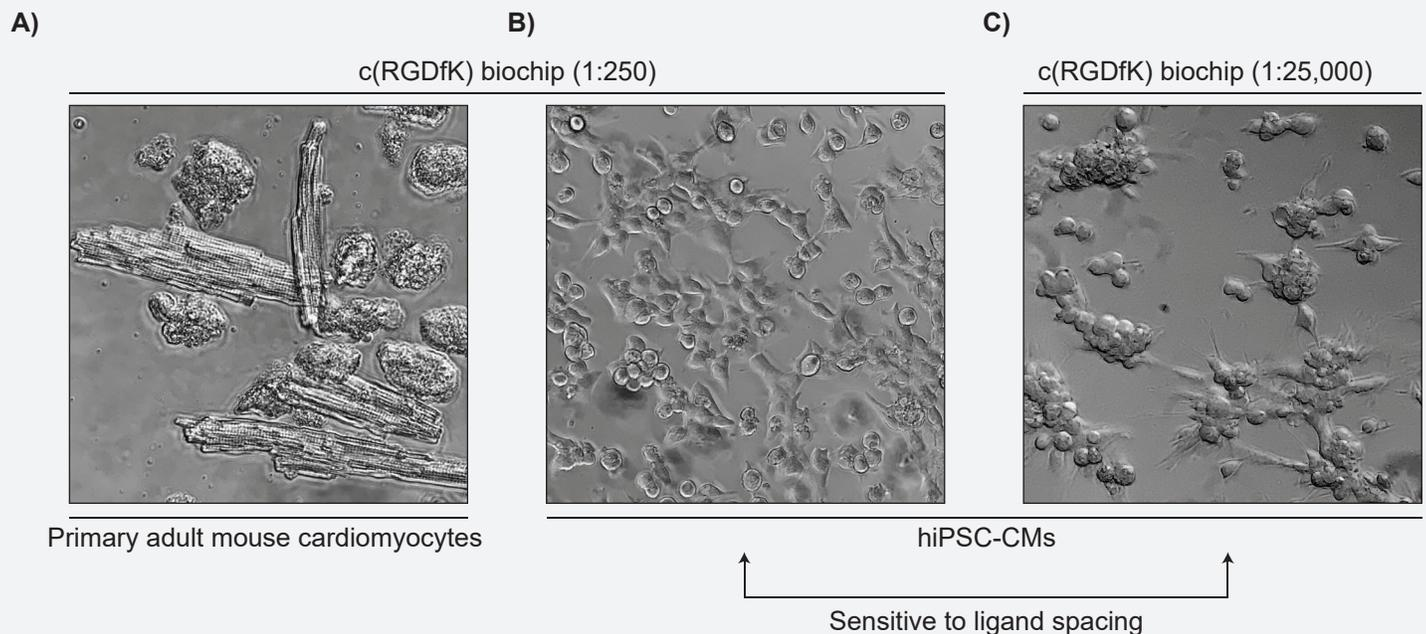 A)
B)
C)
c(RGDfK) biochip (1:250)
c(RGDfK) biochip (1:25,000)
Primary adult mouse cardiomyocytes
hiPSC-CMs
Sensitive to ligand spacing